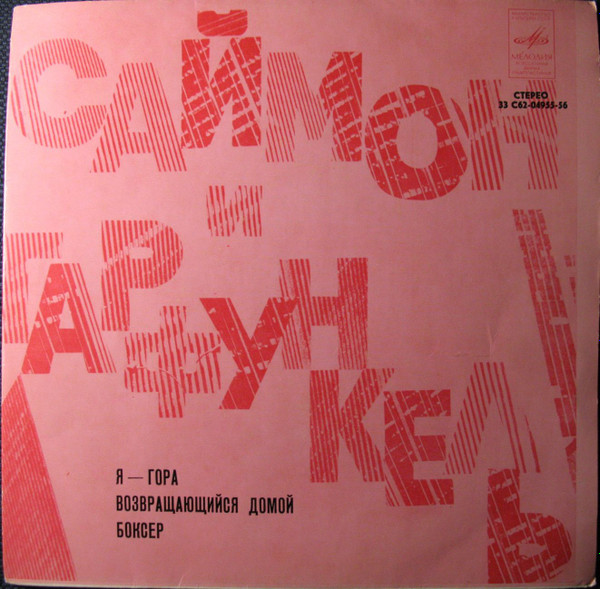 САЙМОН
И
ГАРФУНКЕЛЬ
МЕЛОДИЯ
СТЕРЕО
33 С62-04955-56
Я — ГОРА
ВОЗВРАЩАЮЩИЙСЯ ДОМОЙ
БОКСЕР